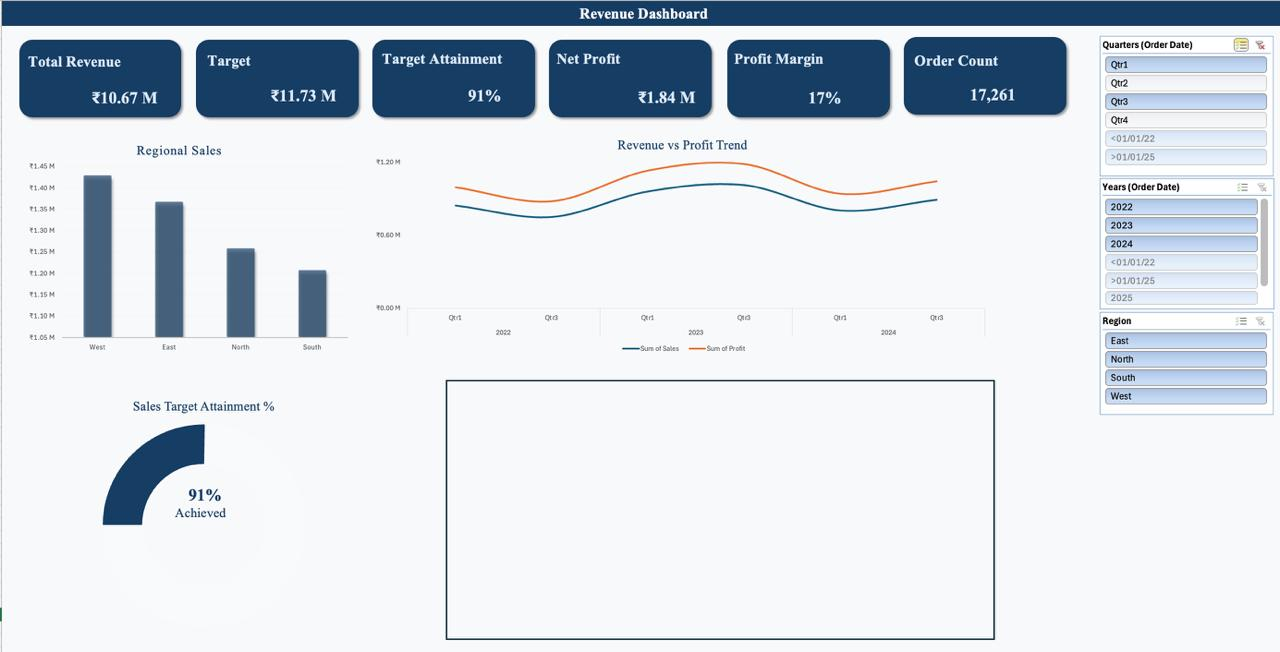 Revenue Dashboard
Total Revenue
₹10.67 M
Target
₹11.73 M
Target Attainment
91%
Net Profit
₹1.84 M
Profit Margin
17%
Order Count
17,261
Regional Sales
₹1.45 M
₹1.40 M
₹1.35 M
₹1.30 M
₹1.25 M
₹1.20 M
₹1.15 M
₹1.10 M
₹1.05 M
West East North South
Revenue vs Profit Trend
₹1.20 M
₹0.60 M
₹0.00 M
Qtr1 Qtr3 Qtr1 Qtr3 Qtr1 Qtr3
2022 2023 2024
Sum of Sales Sum of Profit
Sales Target Attainment %
91%
Achieved
Quarters (Order Date)
Qtr1
Qtr2
Qtr3
Qtr4
<01/01/22
>01/01/25
Years (Order Date)
2022
2023
2024
<01/01/22
>01/01/25
2025
Region
East
North
South
West